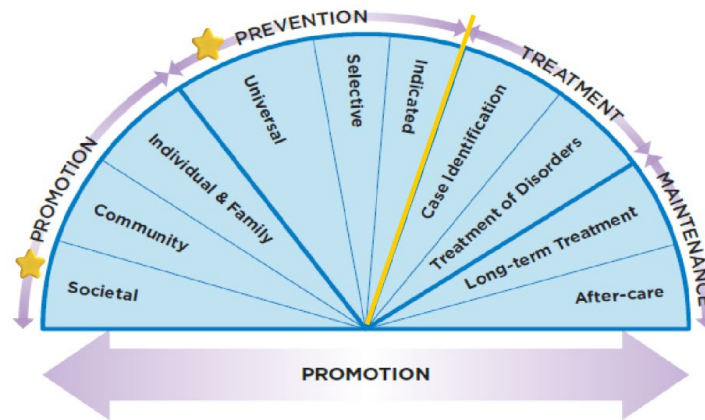 PROMOTION
PREVENTION
TREATMENT
MAINTENANCE
Societal
Community
Individual & Family
Universal
Selective
Indicated
Case Identification
Treatment of Disorders
Long-term Treatment
After-care
PROMOTION